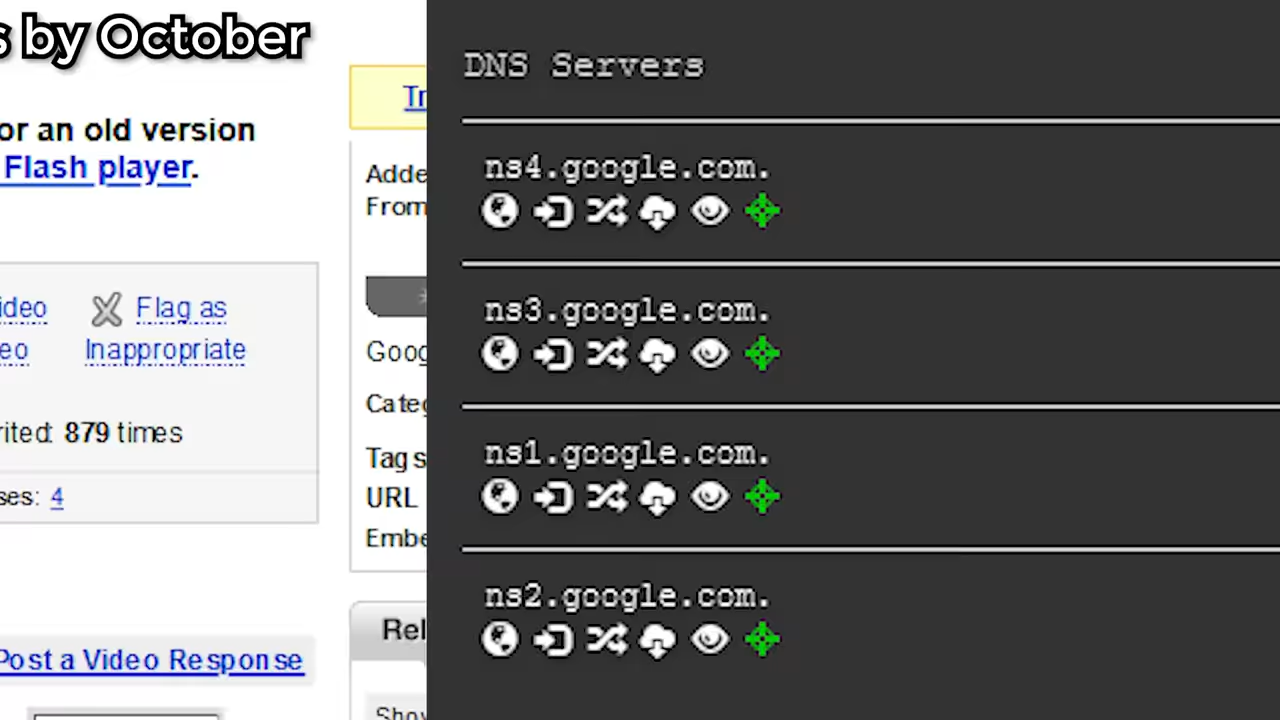 s by October
or an old version
Flash player.
ideo
Flag as
eo
Inappropriate
rited: 879 times
ses: 4
Post a Video Response
Tr
Adde
From
Goog
Categ
Tags
URL
Embe
Rel
Shov
DNS Servers
ns4.google.com.
ns3.google.com.
ns1.google.com.
ns2.google.com.